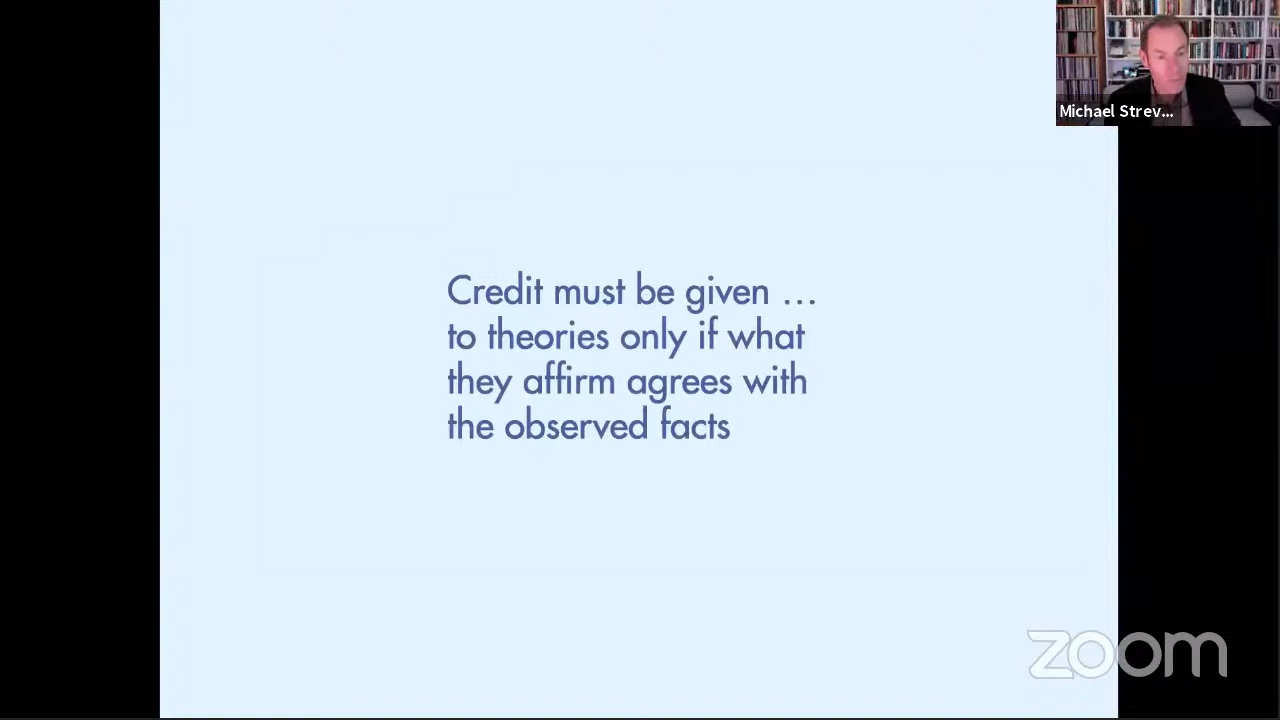 Michael Strev...
Credit must be given …
to theories only if what
they affirm agrees with
the observed facts
zoom